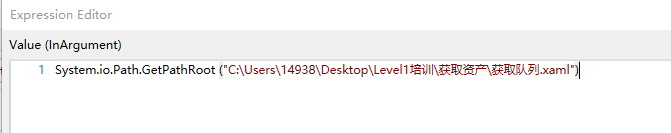 Expression Editor
Value (InArgument)
1 System.io.Path.GetPathRoot ("C:\Users\14938\Desktop\Level1培训\获取资产\获取队列.xaml")